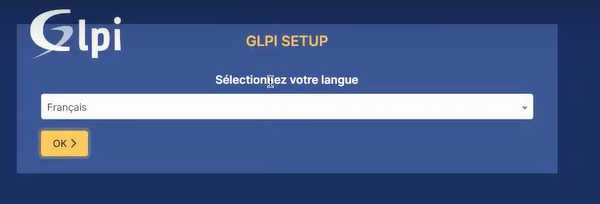 Glpi
GLPI SETUP
Sélectionnez votre langue
Français
OK